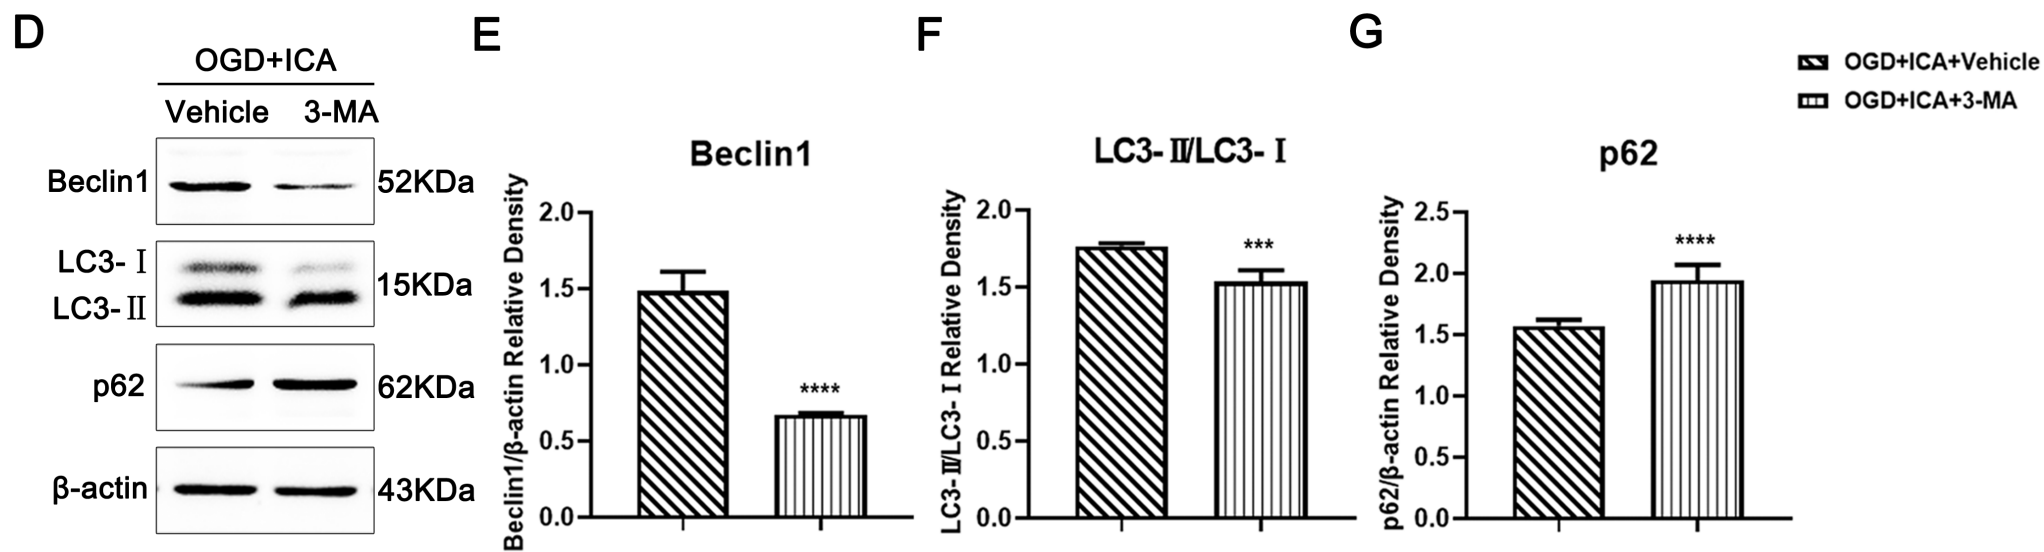 D
OGD+ICA
Vehicle 3-MA
Beclin1 52KDa
LC3-Ⅰ
15KDa
LC3-Ⅱ
p62 62KDa
β-actin 43KDa
E
Beclin1
Beclin1/β-actin Relative Density
2.0
1.5
1.0
0.5
0.0
****
F
LC3-Ⅱ/LC3-Ⅰ
LC3-Ⅱ/LC3-Ⅰ Relative Density
2.0
1.5
1.0
0.5
0.0
***
G
p62
p62/β-actin Relative Density
2.5
2.0
1.5
1.0
0.5
0.0
****
OGD+ICA+Vehicle
OGD+ICA+3-MA